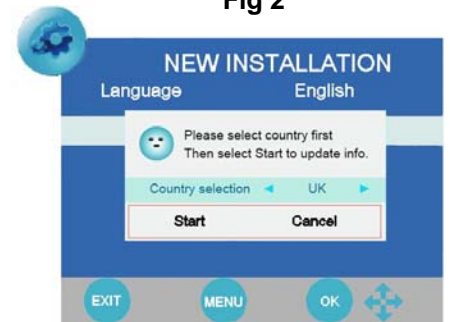 Fig 2
NEW INSTALLATION
Language English
Please select country first
Then select Start to update info.
Country selection UK
Start Cancel
EXIT MENU OK